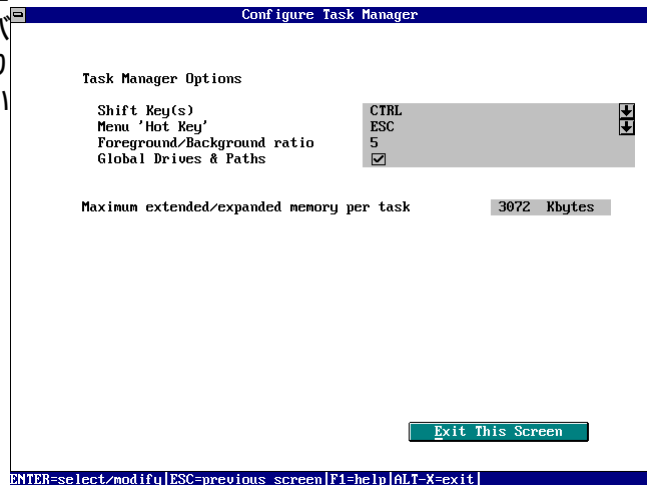 Configure Task Manager
Task Manager Options
Shift Key(s) CTRL
Menu 'Hot Key' ESC
Foreground/Background ratio 5
Global Drives & Paths
Maximum extended/expanded memory per task 3072 Kbytes
Exit This Screen
ENTER=select/modify|ESC=previous screen|F1=help|ALT-X=exit|